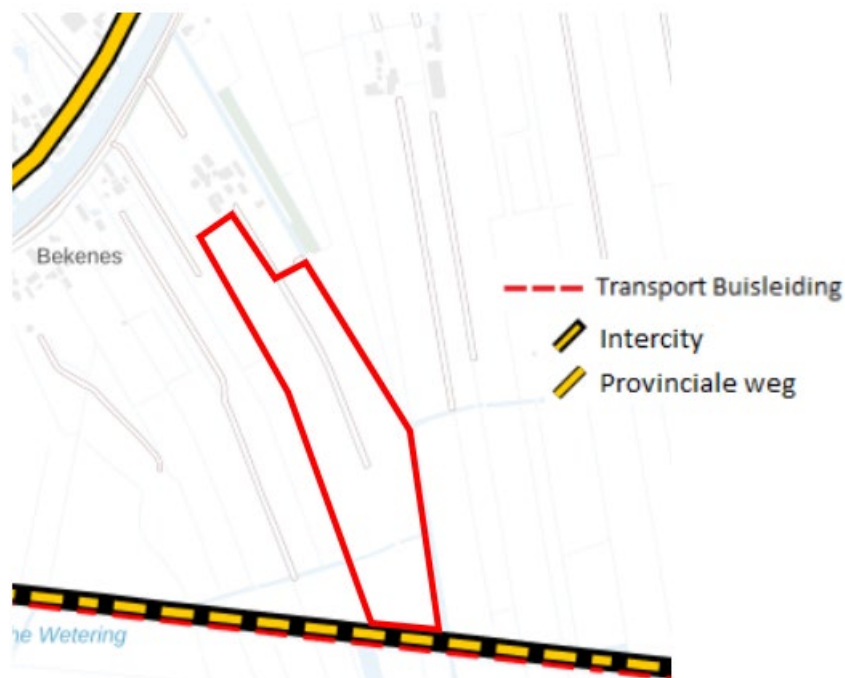 Bekenes
Transport Buisleiding
Intercity
Provinciale weg
he Wetering